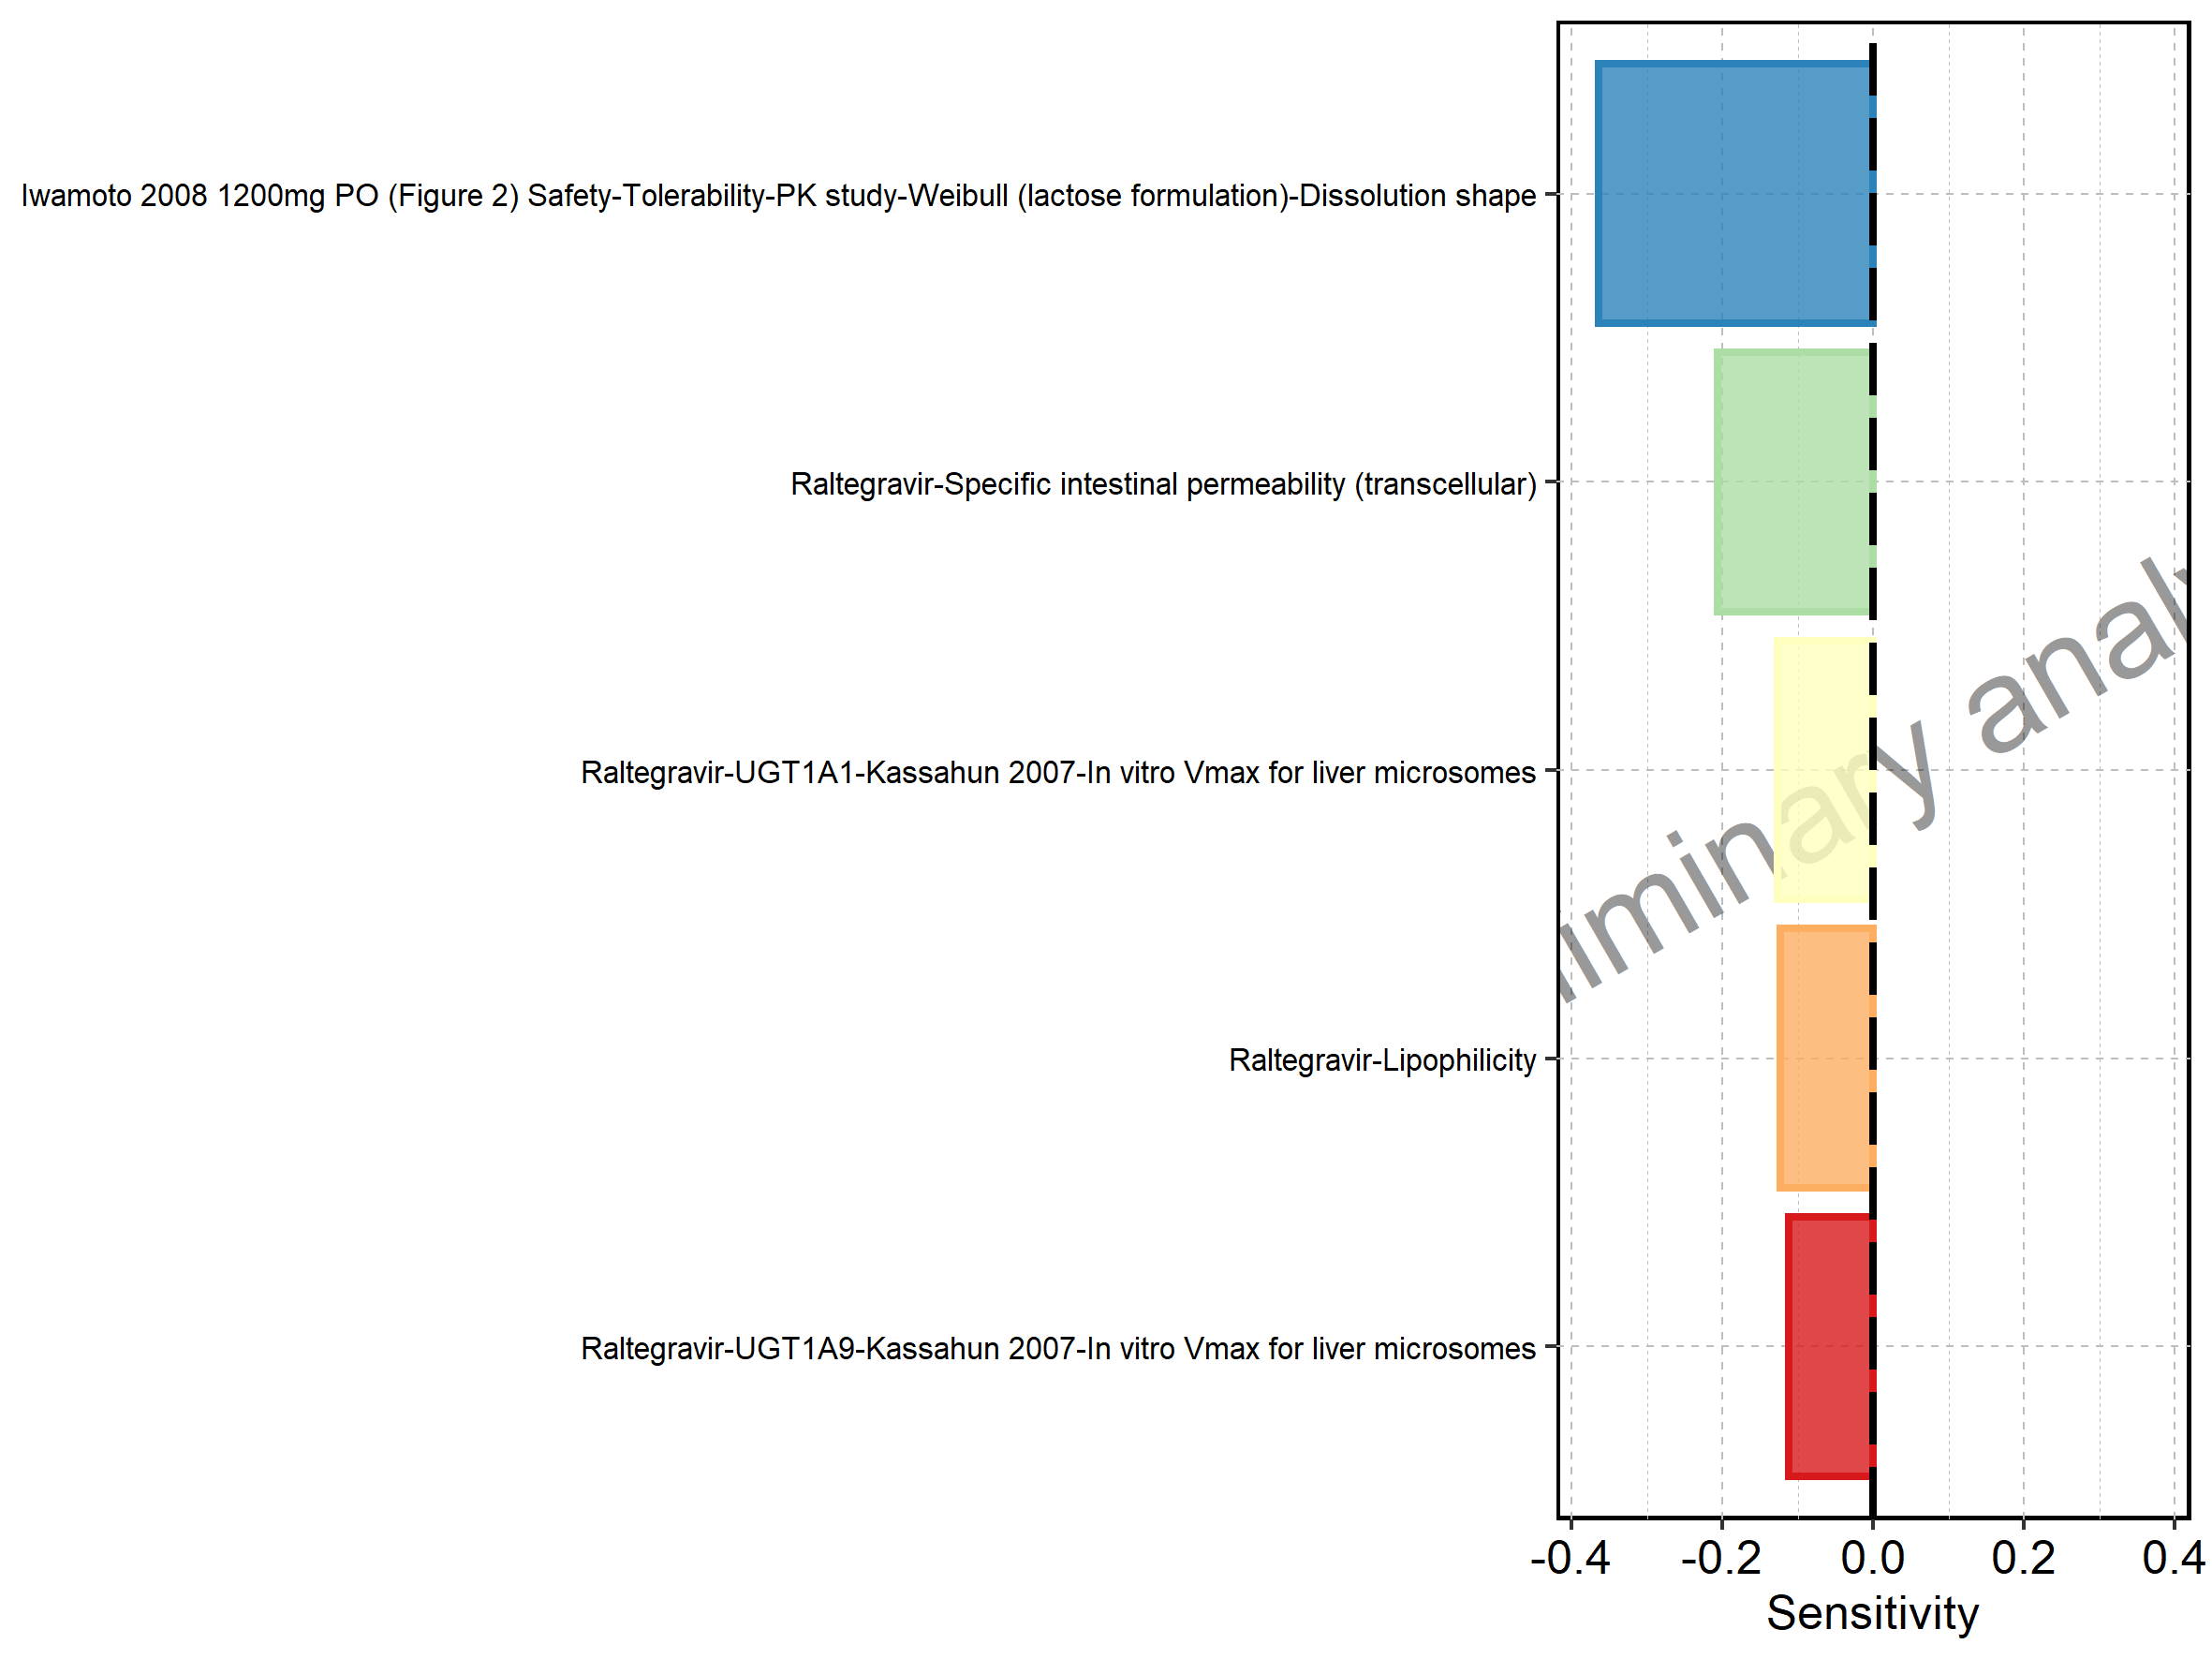 Iwamoto 2008 1200mg PO (Figure 2) Safety-Tolerability-PK study-Weibull (lactose formulation)-Dissolution shape
Raltegravir-Specific intestinal permeability (transcellular)
Raltegravir-UGT1A1-Kassahun 2007-In vitro Vmax for liver microsomes
Raltegravir-Lipophilicity
Raltegravir-UGT1A9-Kassahun 2007-In vitro Vmax for liver microsomes
iminary analy
-0.4 -0.2 0.0 0.2 0.4
Sensitivity